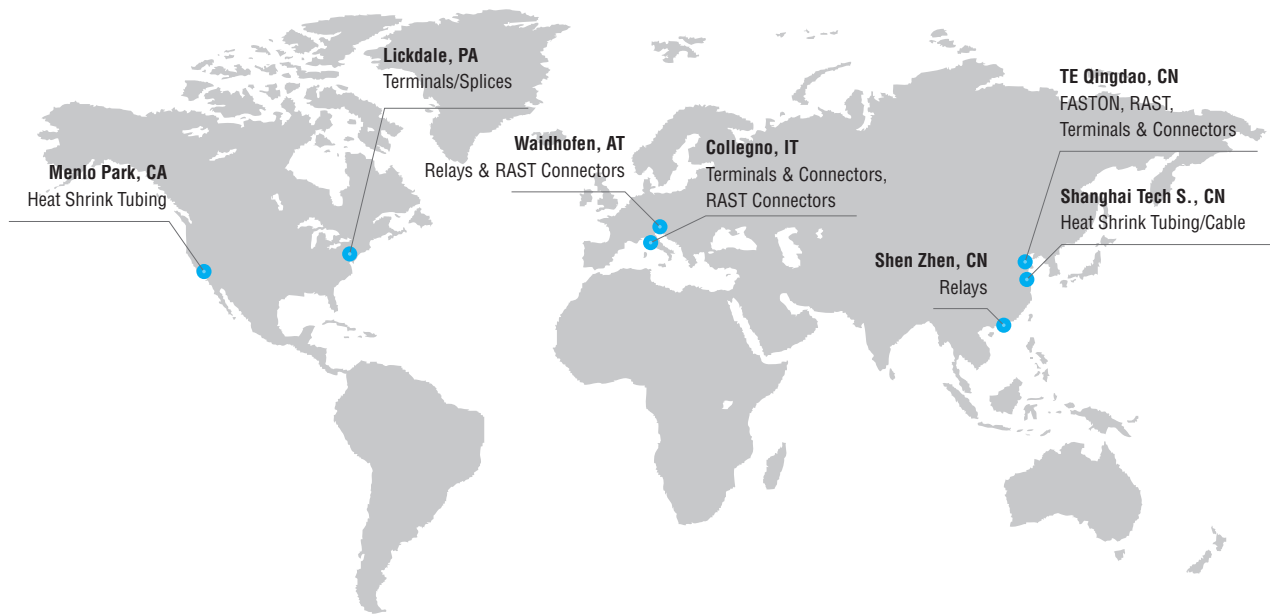 Lickdale, PA
Terminals/Splices
Menlo Park, CA
Heat Shrink Tubing
Waidhofen, AT
Relays & RAST Connectors
Collegno, IT
Terminals & Connectors,
RAST Connectors
TE Qingdao, CN
FASTON, RAST,
Terminals & Connectors
Shanghai Tech S., CN
Heat Shrink Tubing/Cable
Shen Zhen, CN
Relays